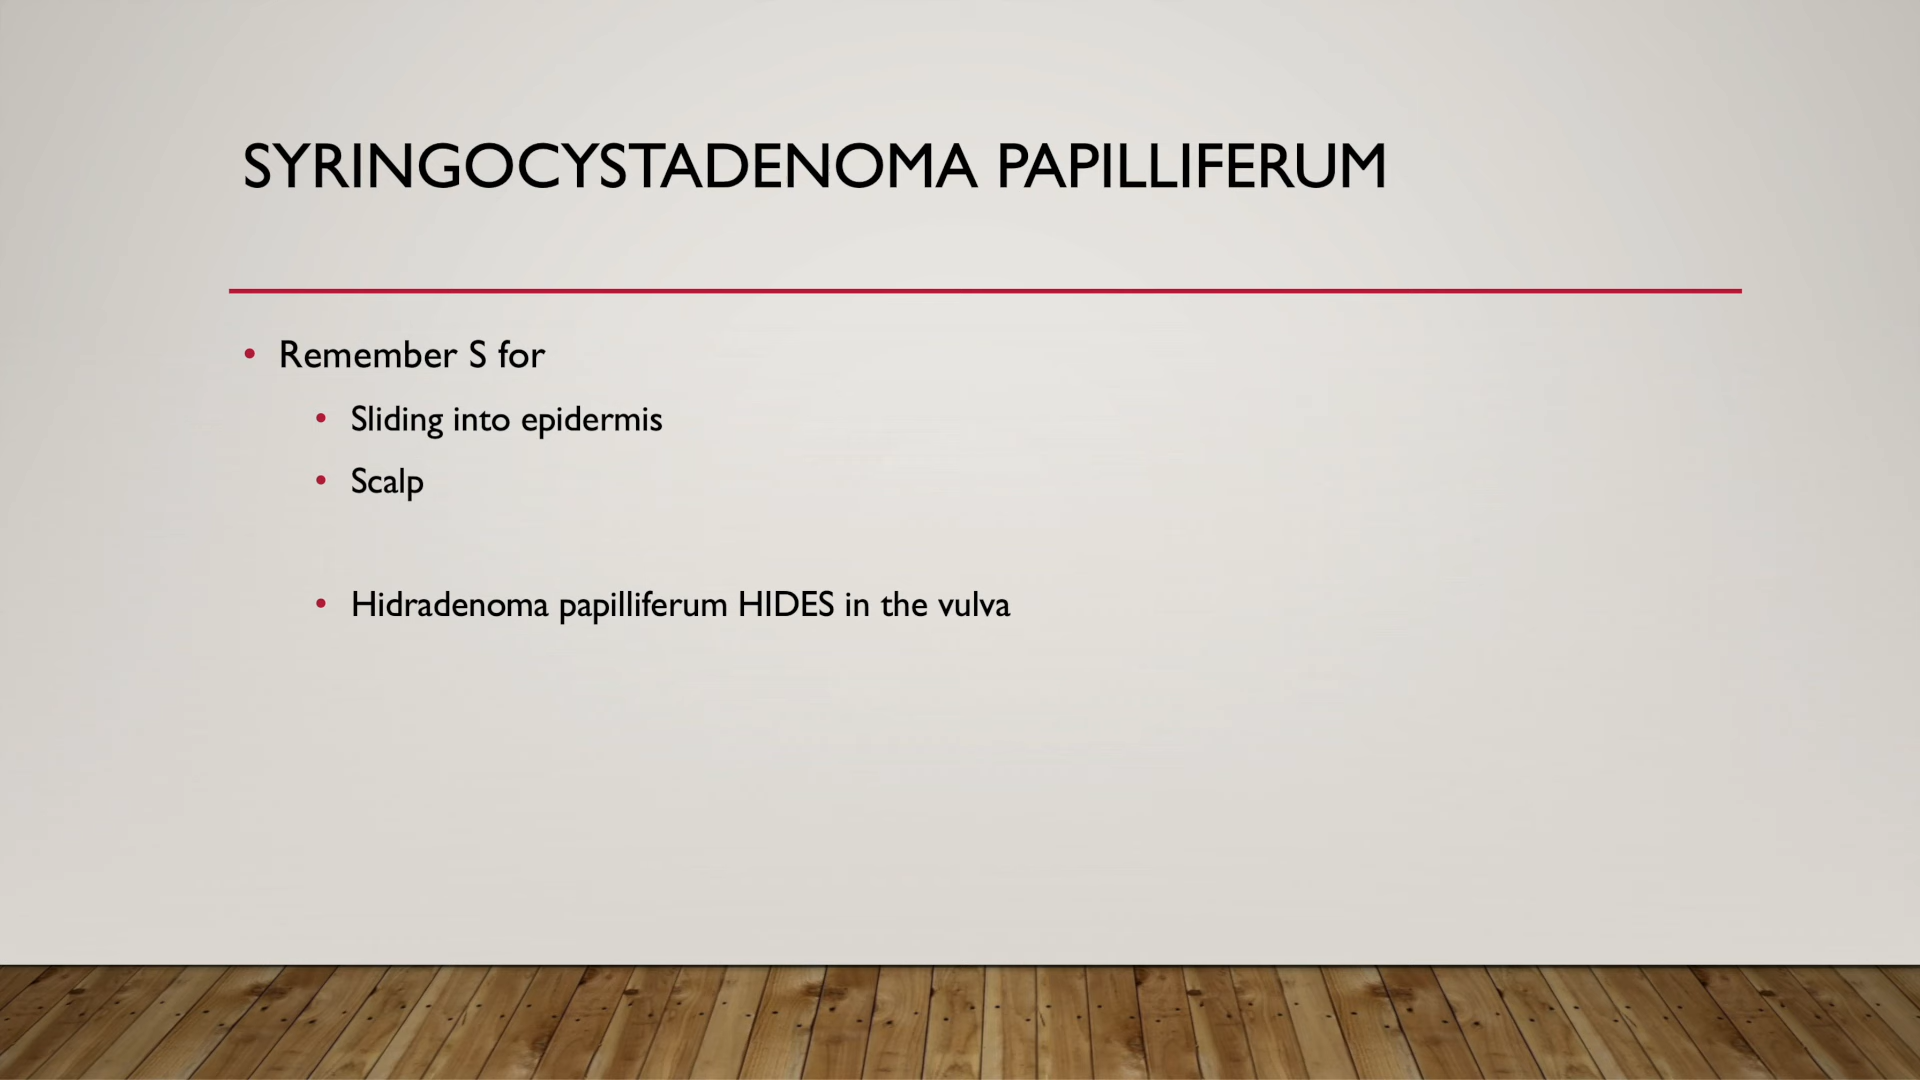 SYRINGOCYSTADENOMA PAPILLIFERUM
• Remember S for
• Sliding into epidermis
• Scalp
• Hidradenoma papilliferum HIDES in the vulva